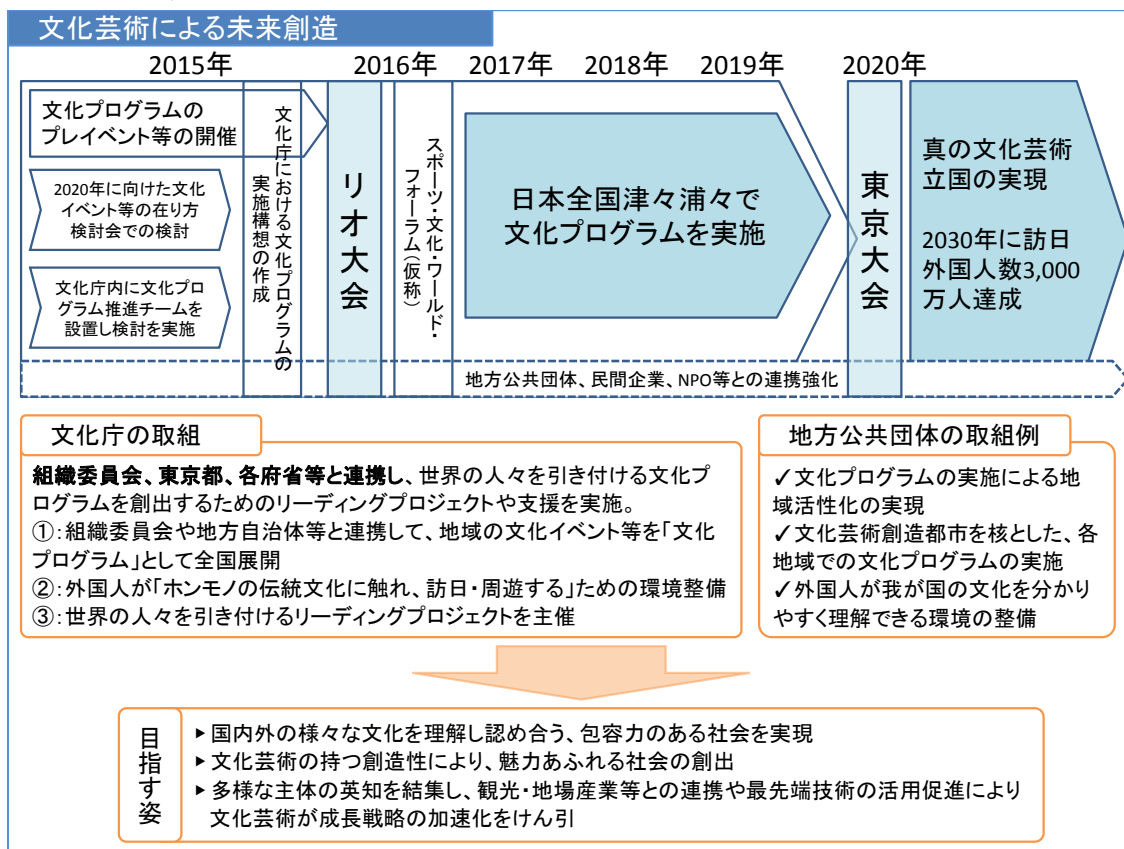 文化芸術による未来創造
2015年
2016年
2017年
2018年
2019年
2020年
文化プログラムの
プレイベント等の開催
2020年に向けた文化
イベント等の在り方
検討会での検討
文化庁内に文化プロ
グラム推進チームを
設置し検討を実施
文化庁における文化プログラムの
実施構想の作成
リオ大会
スポーツ・文化・ワールド・
フォーラム(仮称)
日本全国津々浦々で
文化プログラムを実施
東京大会
真の文化芸術
立国の実現
2030年に訪日
外国人数3,000
万人達成
地方公共団体、民間企業、NPO等との連携強化
文化庁の取組
組織委員会、東京都、各府省等と連携し、世界の人々を引き付ける文化プ
ログラムを創出するためのリーディングプロジェクトや支援を実施。
①:組織委員会や地方自治体等と連携して、地域の文化イベント等を「文化
プログラム」として全国展開
②:外国人が「ホンモノの伝統文化に触れ、訪日・周遊する」ための環境整備
③:世界の人々を引き付けるリーディングプロジェクトを主催
地方公共団体の取組例
✓文化プログラムの実施による地
域活性化の実現
✓文化芸術創造都市を核とした、各
地域での文化プログラムの実施
✓外国人が我が国の文化を分かり
やすく理解できる環境の整備
目指す姿
▶国内外の様々な文化を理解し認め合う、包容力のある社会を実現
▶文化芸術の持つ創造性により、魅力あふれる社会の創出
▶多様な主体の英知を結集し、観光・地場産業等との連携や最先端技術の活用促進により
文化芸術が成長戦略の加速化をけん引